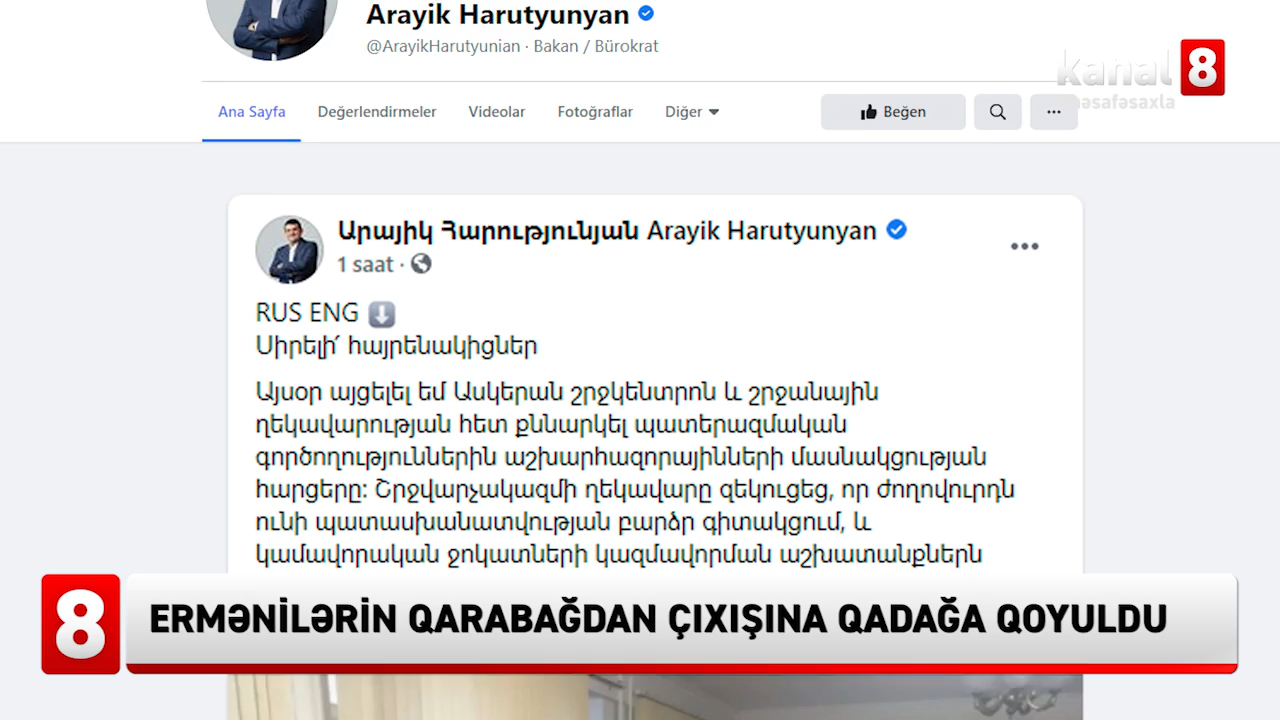 Arayik Harutyunyan
@ArayikHarutyunian · Bakan / Bürokrat
kanal 8
məsafəsaxla
Ana Sayfa Değerlendirmeler Videolar Fotoğraflar Diğer Beğen
Արայիկ Հարությունյան Arayik Harutyunyan
1 saat ·
RUS ENG
Սիրելի՛ հայրենակիցներ
Այսօր այցելել եմ Ասկերան շրջկենտրոն և շրջանային
ղեկավարության հետ քննարկել պատերազմական
գործողություններին աշխարհազորայինների մասնակցության
հարցերը։ Շրջվարչակազմի ղեկավարը զեկուցեց, որ ժողովուրդն
ունի պատասխանատվության բարձր գիտակցում, և
կամավորական ջոկատների կազմավորման աշխատանքներն
8 ERMƏNİLƏRİN QARABAĞDAN ÇIXIŞINA QADAĞA QOYULDU